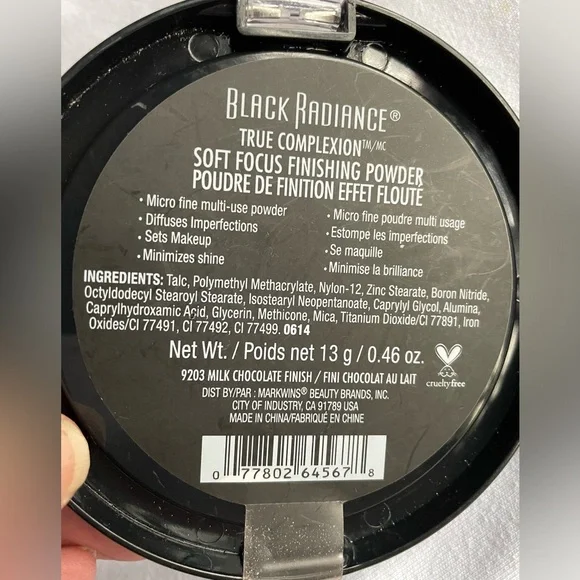 BLACK RADIANCE®
TRUE COMPLEXION™/MC
SOFT FOCUS FINISHING POWDER
POUDRE DE FINITION EFFET FLOUTÉ
• Micro fine multi-use powder
• Diffuses Imperfections
• Sets Makeup
• Minimizes shine
• Micro fine poudre multi usage
• Estompe les imperfections
• Se maquille
• Minimise la brilliance
INGREDIENTS: Talc, Polymethyl Methacrylate, Nylon-12, Zinc Stearate, Boron Nitride,
Octyldodecyl Stearoyl Stearate, Isostearyl Neopentanoate, Caprylyl Glycol, Alumina,
Caprylhydroxamic Acid, Glycerin, Methicone, Mica, Titanium Dioxide/CI 77891, Iron
Oxides/CI 77491, CI 77492, CI 77499. 0614
Net Wt. / Poids net 13 g / 0.46 oz.
crueltyfree
9203 MILK CHOCOLATE FINISH / FINI CHOCOLAT AU LAIT
DIST BY/PAR : MARKWINS® BEAUTY BRANDS, INC.
CITY OF INDUSTRY, CA 91789 USA
MADE IN CHINA/FABRIQUÉ EN CHINE
0 77802 64567 8